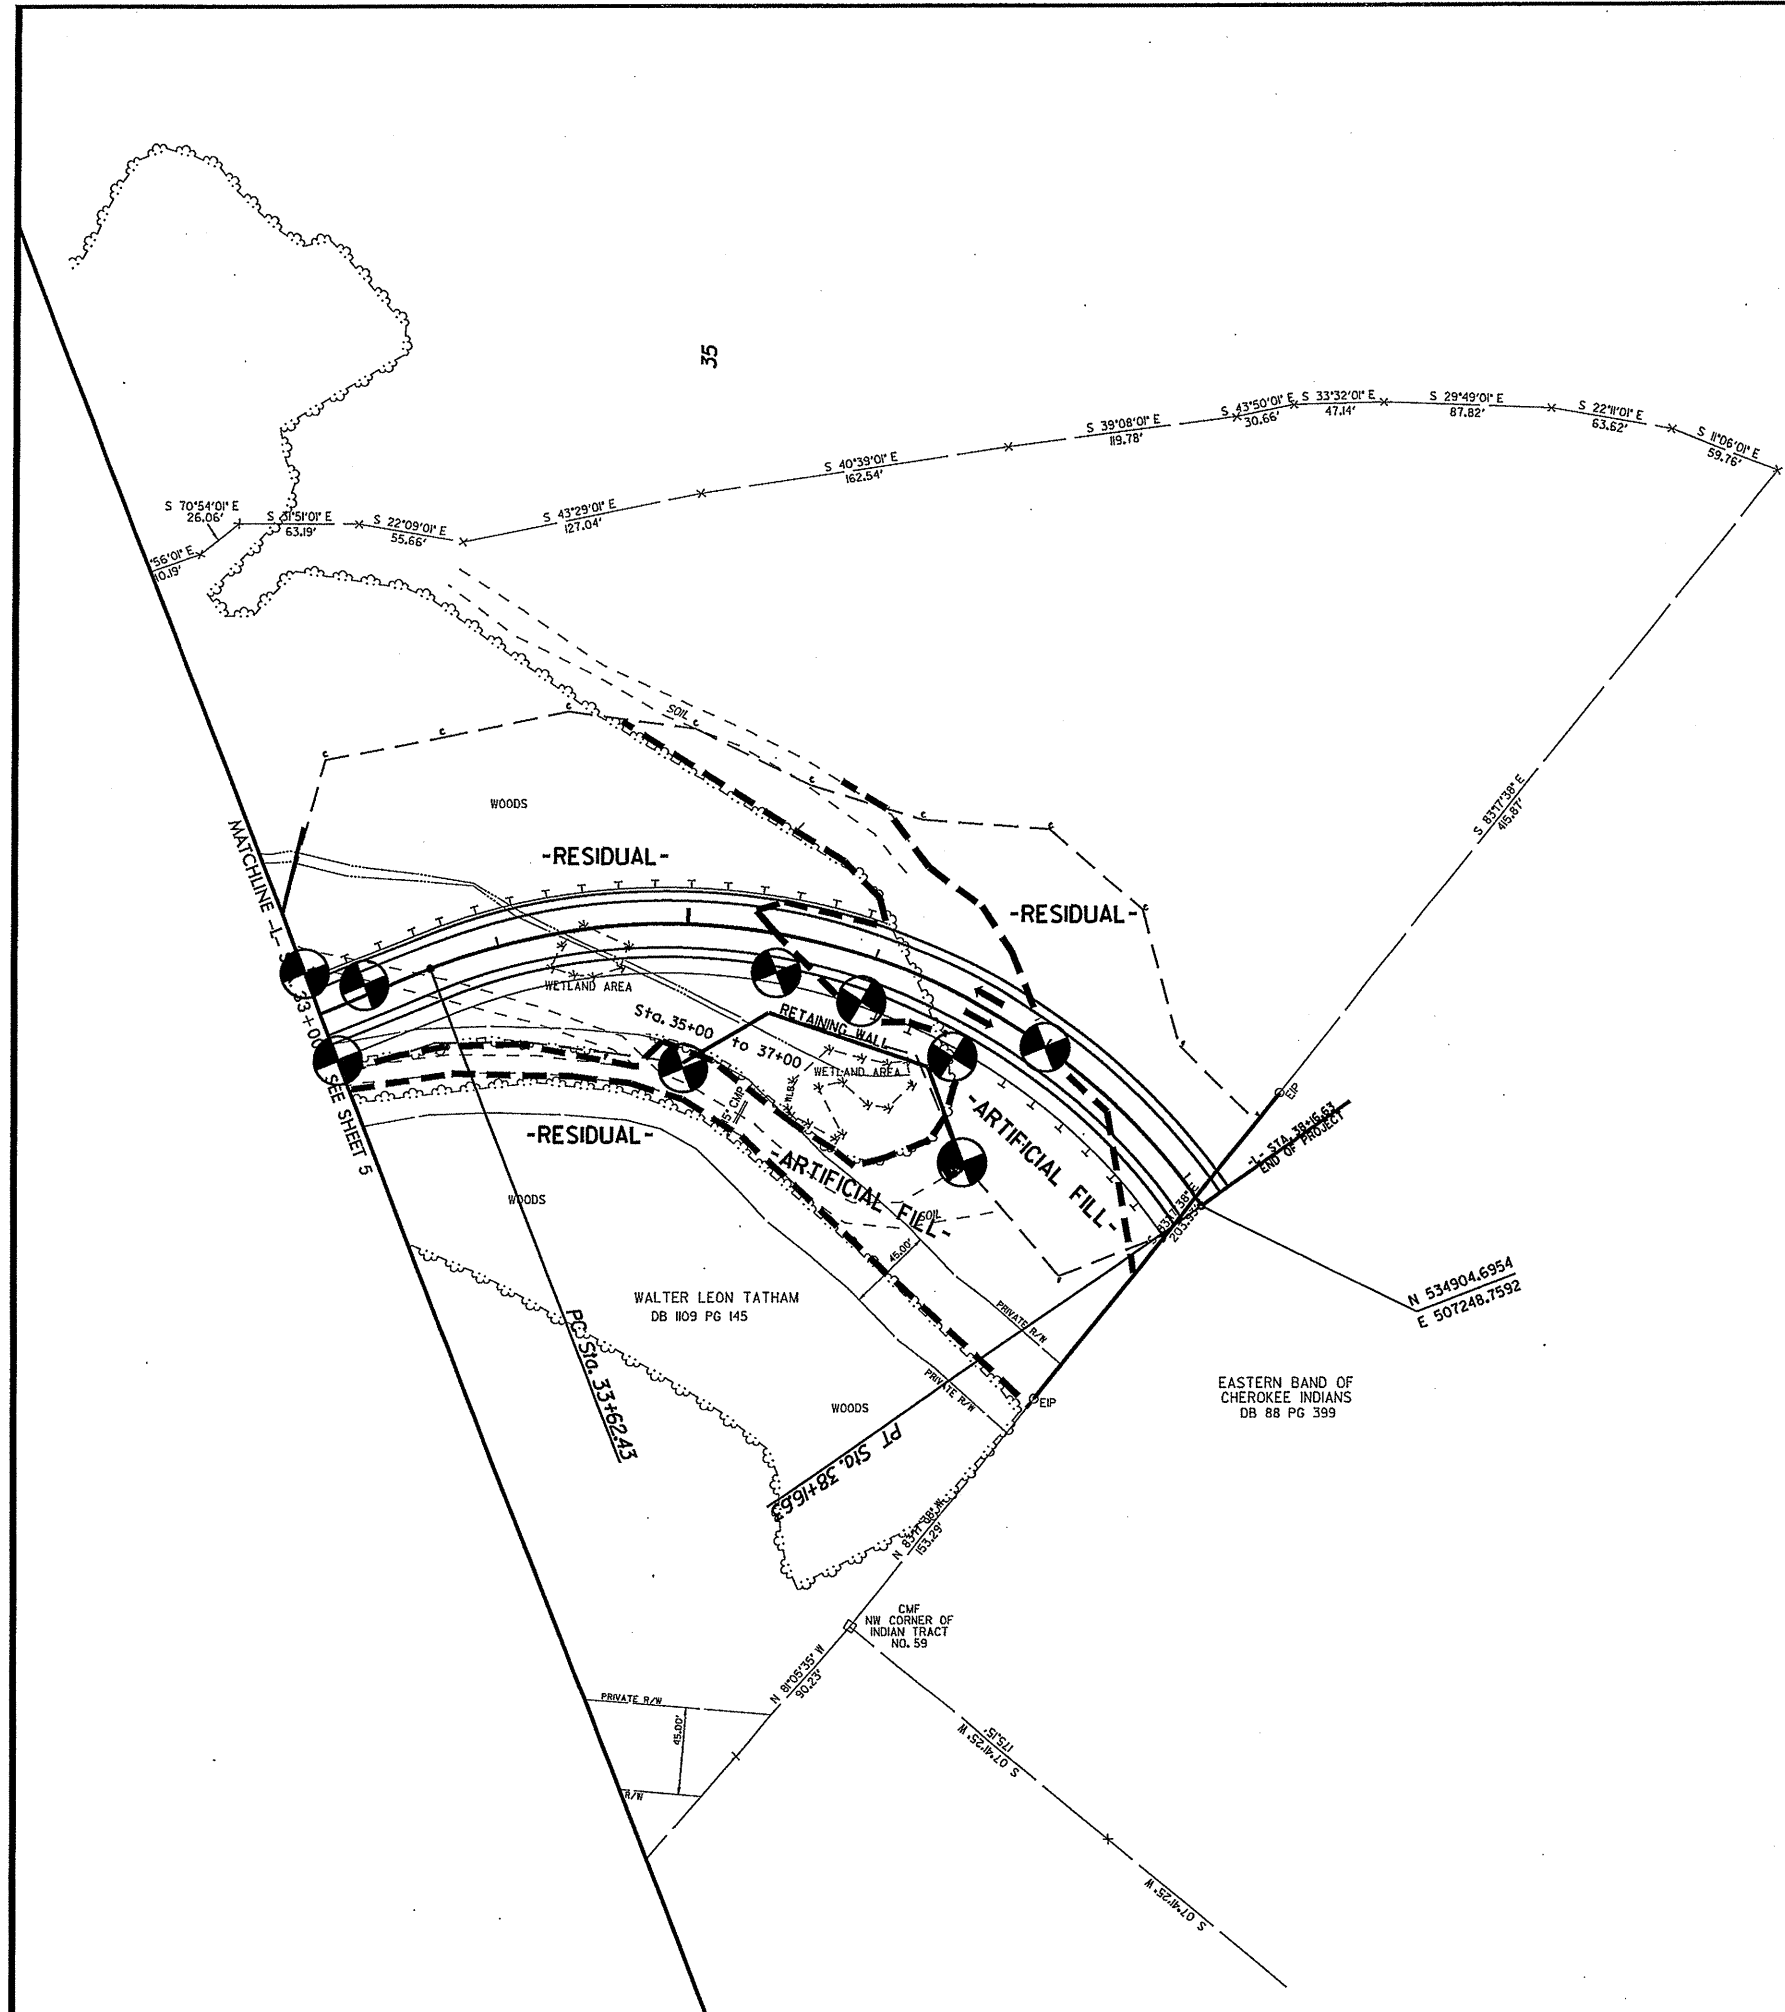 35
S 70°54'01" E
26.06'
S 31°51'01" E
63.19'
S 22°09'01" E
55.66'
°56'01" E
10.19'
S 43°29'01" E
127.04'
S 40°39'01" E
162.54'
S 39°08'01" E
119.78'
S 43°50'01" E
30.66'
S 33°32'01" E
47.14'
S 29°49'01" E
87.82'
S 22°11'01" E
63.62'
S 11°06'01" E
59.76'
S 83°17'38" E
415.87'
SOIL
WOODS
-RESIDUAL-
-RESIDUAL-
MATCHLINE -L- S
33+00
SEE SHEET 5
WETLAND AREA
Sta. 35+00 to 37+00
RETAINING WALL
WETLAND AREA
CMP
-RESIDUAL-
-ARTIFICIAL FILL-
-ARTIFICIAL FILL-
SOIL
45.00'
EIP
-L- STA. 38+16.63
END OF PROJECT
S 83°17'38" E
N 534904.6954
E 507248.7592
WOODS
WALTER LEON TATHAM
DB 1109 PG 145
PC Sta. 33+62.43
PRIVATE R/W
PRIVATE R/W
EIP
WOODS
PT Sta. 38+16.63
EASTERN BAND OF
CHEROKEE INDIANS
DB 88 PG 399
N 83°17'38" W
153.29'
CMF
NW CORNER OF
INDIAN TRACT
NO. 59
N 81°05'35" W
90.23'
PRIVATE R/W
45.00'
R/W
S 07°41'25" W
175.15'
S 07°41'25" W